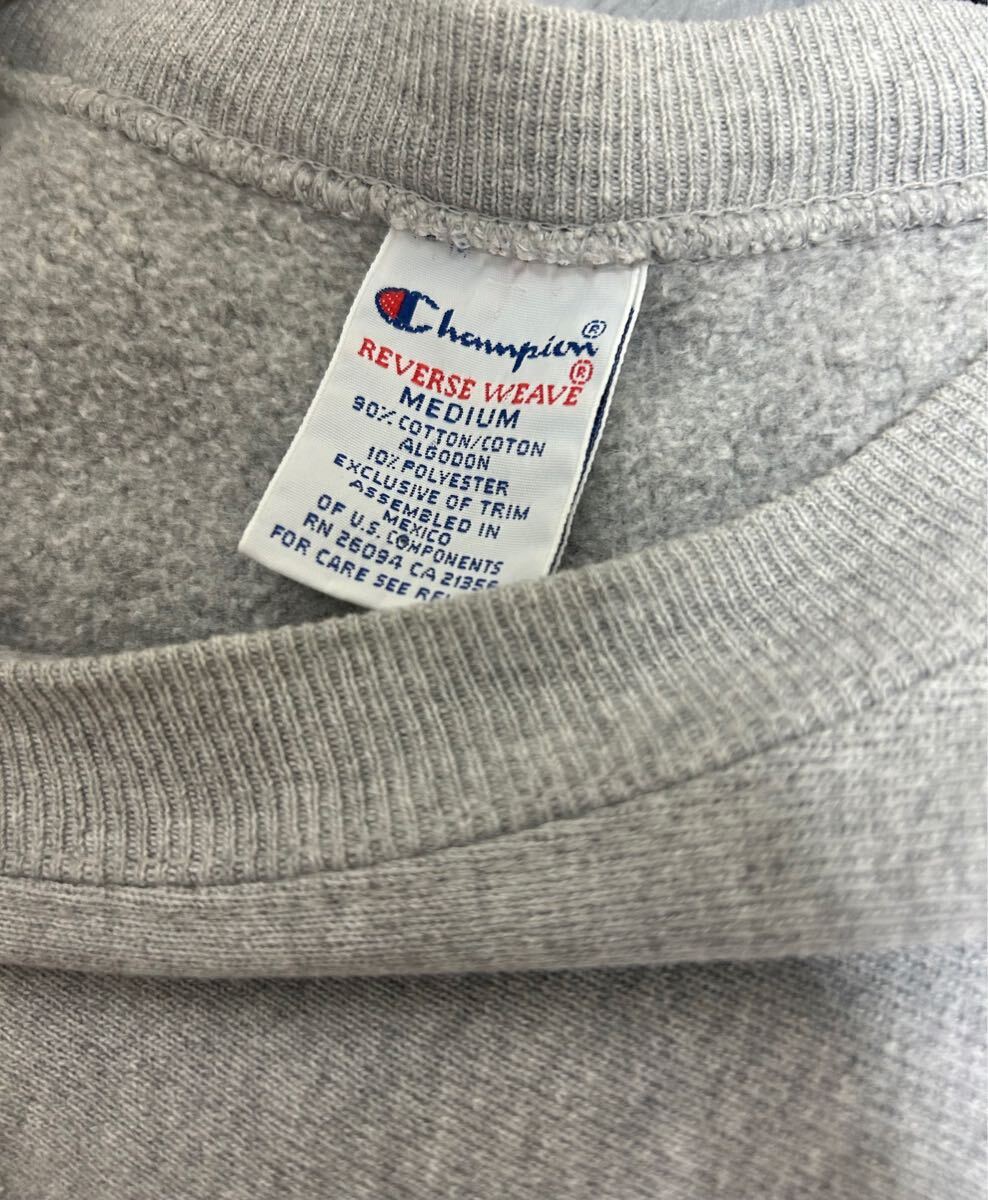 Champion®
REVERSE WEAVE®
MEDIUM
90% COTTON/COTON
ALGODON
10% POLYESTER
EXCLUSIVE OF TRIM
ASSEMBLED IN
MEXICO
OF U.S. COMPONENTS
RN 26094 CA 21356
FOR CARE SEE